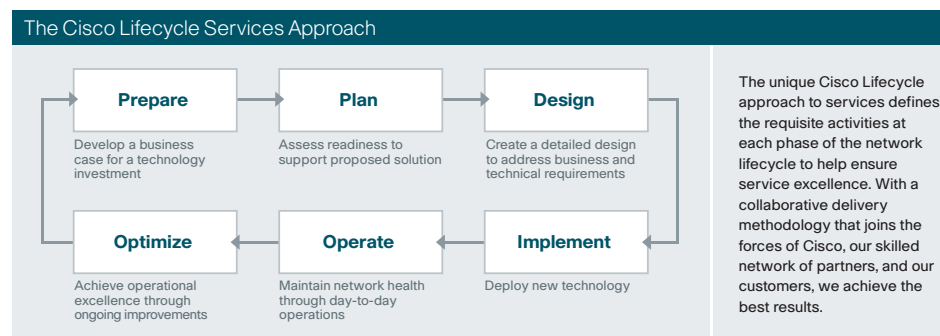 The Cisco Lifecycle Services Approach
Prepare
Develop a business
case for a technology
investment
Plan
Assess readiness to
support proposed solution
Design
Create a detailed design
to address business and
technical requirements
Optimize
Achieve operational
excellence through
ongoing improvements
Operate
Maintain network health
through day-to-day
operations
Implement
Deploy new technology
The unique Cisco Lifecycle
approach to services defines
the requisite activities at
each phase of the network
lifecycle to help ensure
service excellence. With a
collaborative delivery
methodology that joins the
forces of Cisco, our skilled
network of partners, and our
customers, we achieve the
best results.